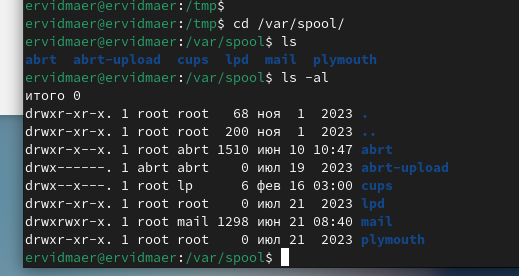 ervidmaer@ervidmaer:/tmp$
ervidmaer@ervidmaer:/tmp$ cd /var/spool/
ervidmaer@ervidmaer:/var/spool$ ls
abrt  abrt-upload  cups  lpd  mail  plymouth
ervidmaer@ervidmaer:/var/spool$ ls -al
итого 0
drwxr-xr-x. 1 root root   68 ноя  1  2023 .
drwxr-xr-x. 1 root root  200 ноя  1  2023 ..
drwxr-x--x. 1 root abrt 1510 июн 10 10:47 abrt
drwx------. 1 abrt abrt    0 июл 19  2023 abrt-upload
drwx--x---. 1 root lp      6 фев 16 03:00 cups
drwxr-xr-x. 1 root root    0 июл 21  2023 lpd
drwxrwxr-x. 1 root mail 1298 июн 21 08:40 mail
drwxr-xr-x. 1 root root    0 июл 21  2023 plymouth
ervidmaer@ervidmaer:/var/spool$